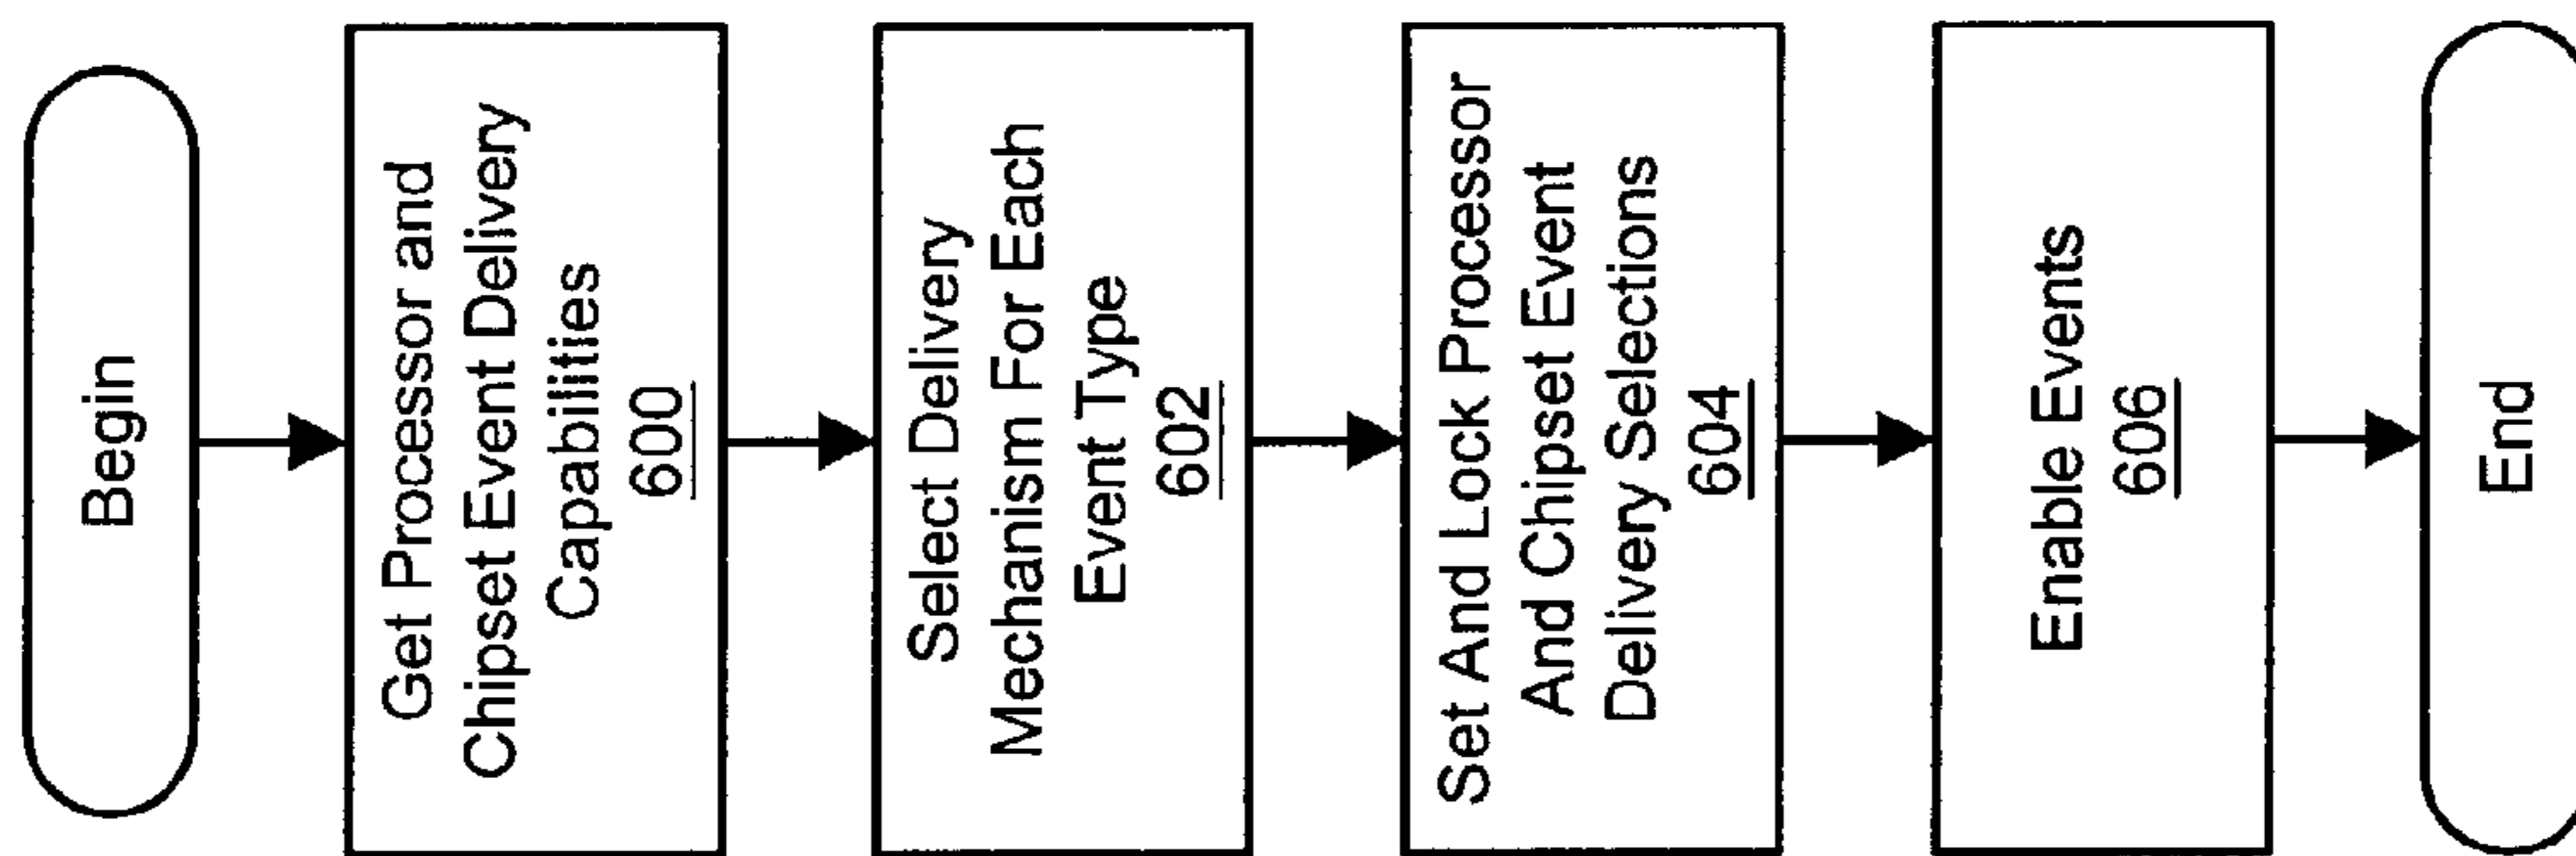 Begin
Get Processor and
Chipset Event Delivery
Capabilities
600
Select Delivery
Mechanism For Each
Event Type
602
Set And Lock Processor
And Chipset Event
Delivery Selections
604
Enable Events
606
End